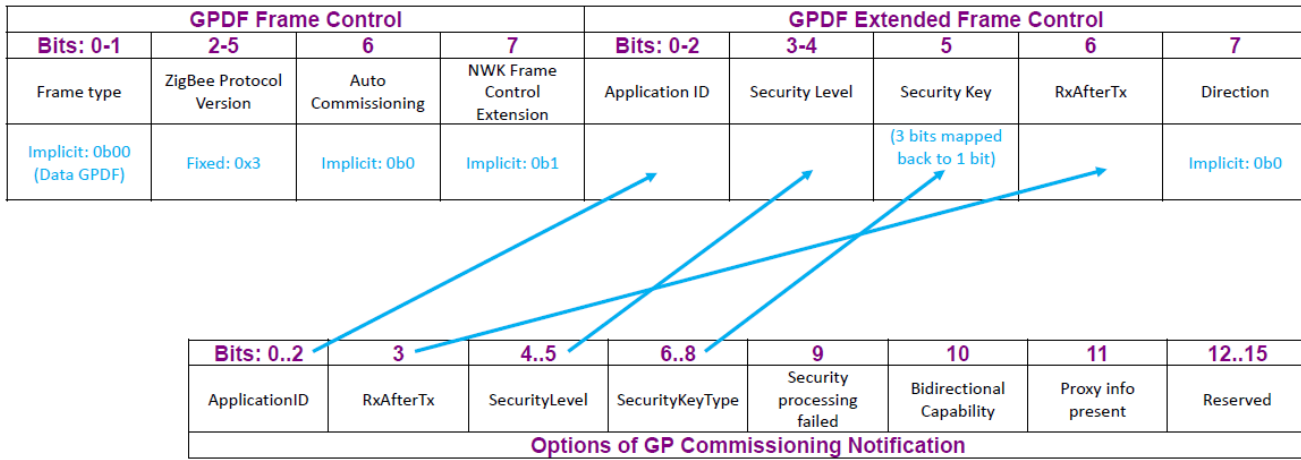 GPDF Frame Control GPDF Extended Frame Control
Bits: 0-1 2-5 6 7 Bits: 0-2 3-4 5 6 7
Frame type ZigBee Protocol Version Auto Commissioning NWK Frame Control Extension Application ID Security Level Security Key RxAfterTx Direction
Implicit: 0b00 (Data GPDF) Fixed: 0x3 Implicit: 0b0 Implicit: 0b1 (3 bits mapped back to 1 bit) Implicit: 0b0
Bits: 0..2 3 4..5 6..8 9 10 11 12..15
ApplicationID RxAfterTx SecurityLevel SecurityKeyType Security processing failed Bidirectional Capability Proxy info present Reserved
Options of GP Commissioning Notification